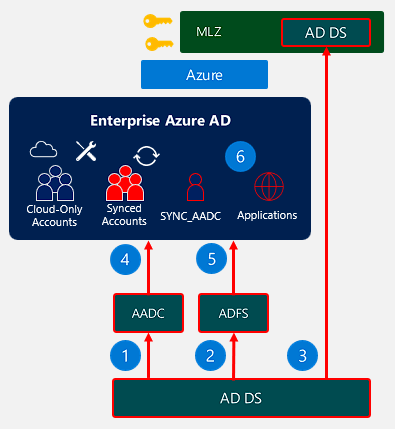 MLZ
AD DS
Azure
Enterprise Azure AD
6
Cloud-Only
Accounts
Synced
Accounts
SYNC_AADC
Applications
4
5
AADC
ADFS
1
2
3
AD DS